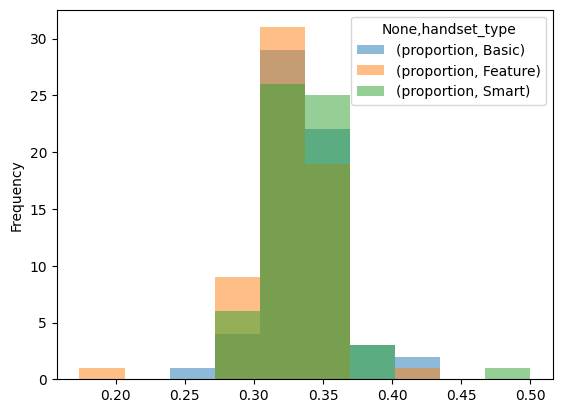 None,handset_type
(proportion, Basic)
(proportion, Feature)
(proportion, Smart)
Frequency
30
25
20
15
10
5
0
0.20
0.25
0.30
0.35
0.40
0.45
0.50